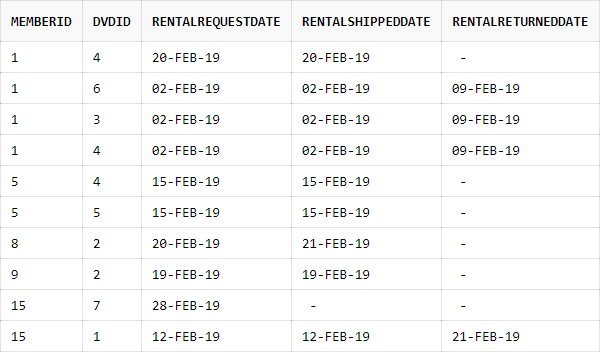 MEMBERID DVDID RENTALREQUESTDATE RENTALSHIPPEDDATE RENTALRETURNEDDATE
1 4 20-FEB-19 20-FEB-19 -
1 6 02-FEB-19 02-FEB-19 09-FEB-19
1 3 02-FEB-19 02-FEB-19 09-FEB-19
1 4 02-FEB-19 02-FEB-19 09-FEB-19
5 4 15-FEB-19 15-FEB-19 -
5 5 15-FEB-19 15-FEB-19 -
8 2 20-FEB-19 21-FEB-19 -
9 2 19-FEB-19 19-FEB-19 -
15 7 28-FEB-19 - -
15 1 12-FEB-19 12-FEB-19 21-FEB-19